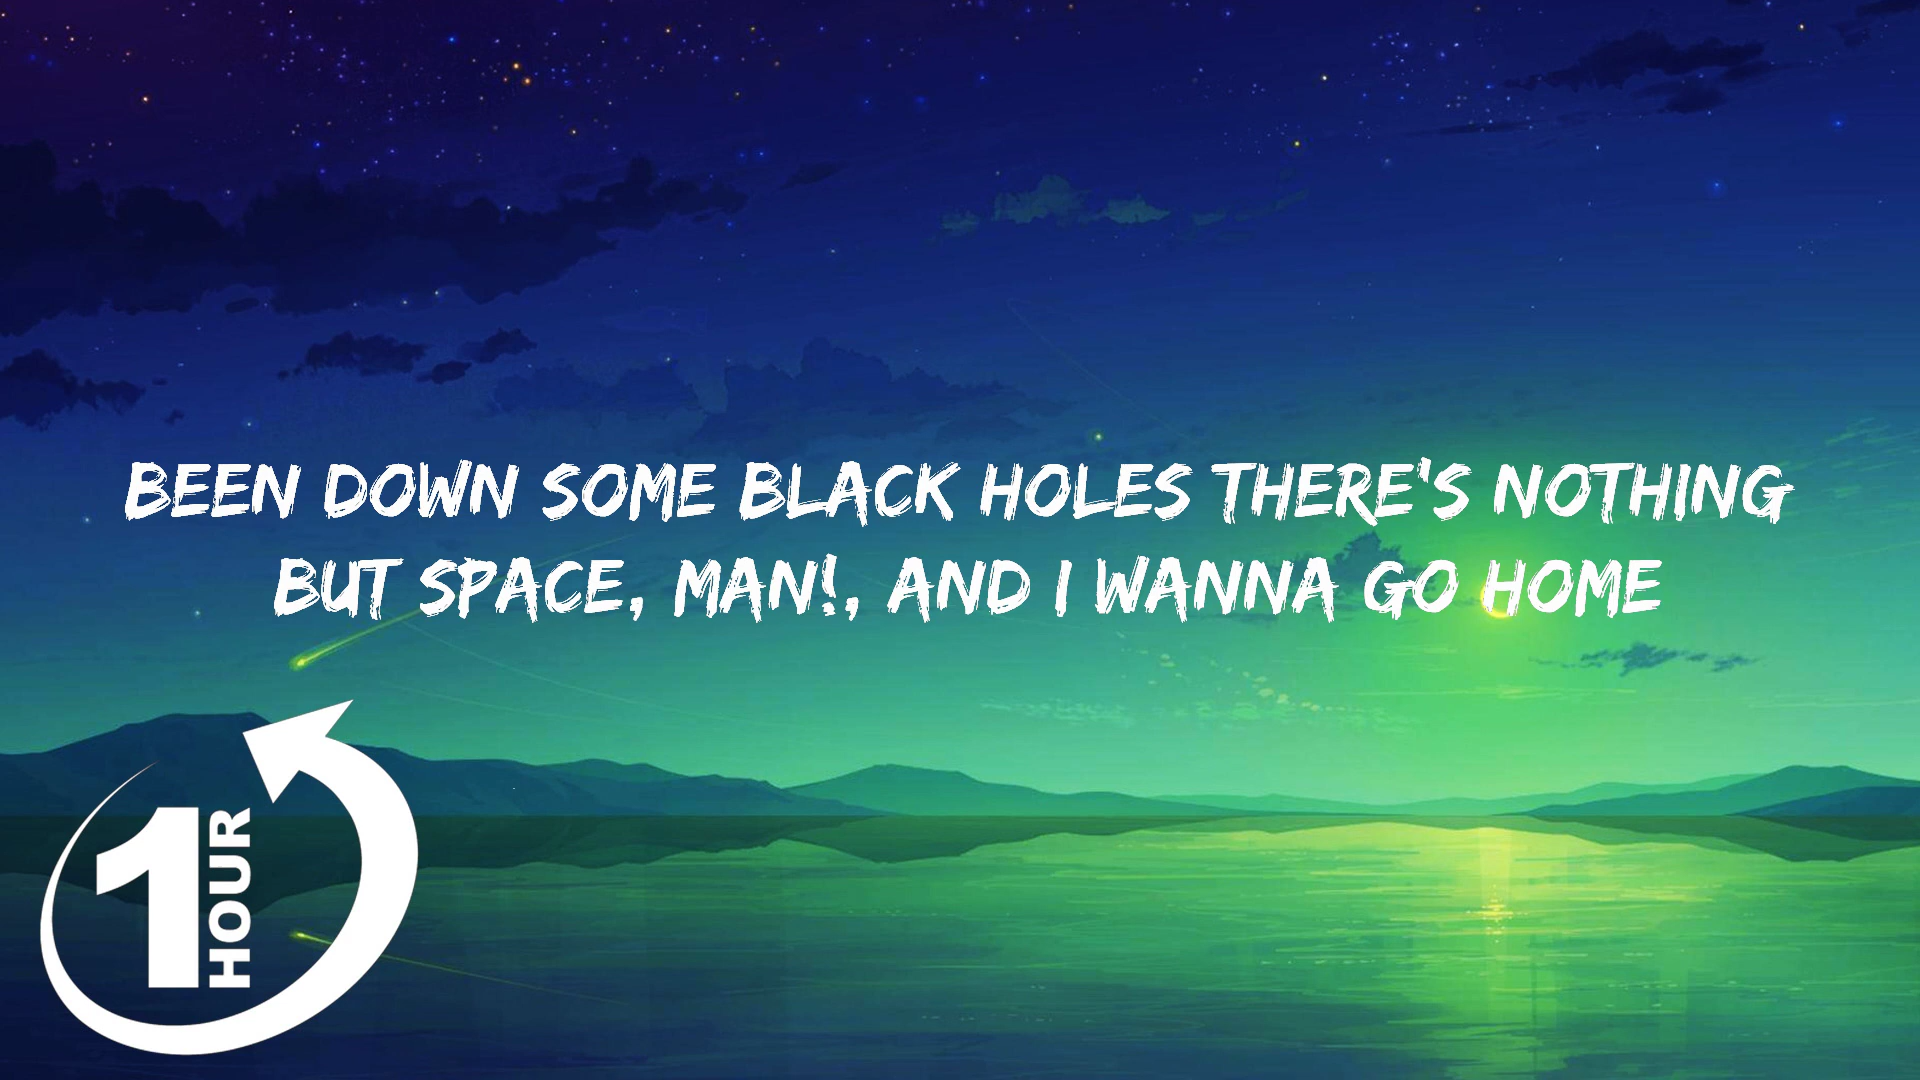 BEEN DOWN SOME BLACK HOLES THERE'S NOTHING
BUT SPACE, MAN!, AND I WANNA GO HOME
1
HOUR